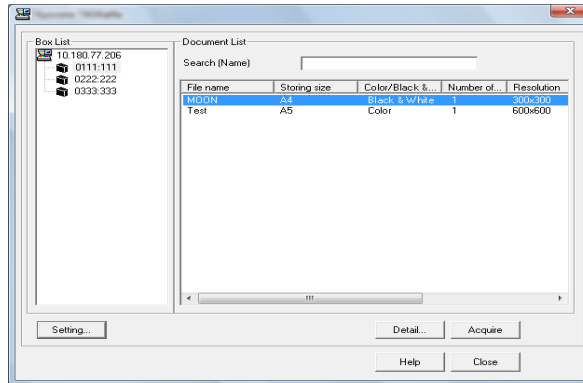 Box List
10.180.77.206
0111:111
0222:222
0333:333
Document List
Search (Name)
File name Storing size Color/Black &... Number of... Resolution
MOON A4 Black & White 1 300x300
Test A5 Color 1 600x600
Setting...
Detail... Acquire
Help Close